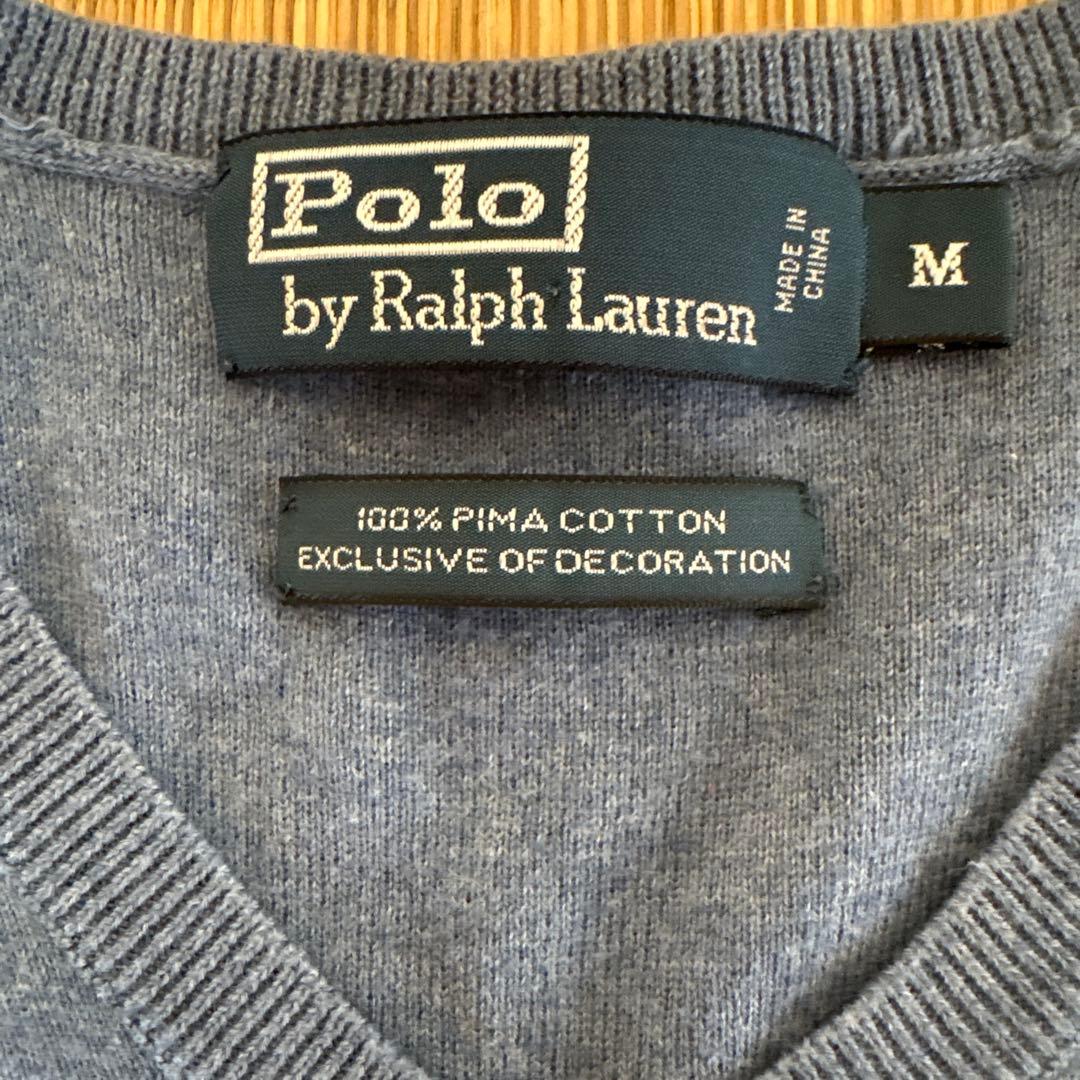 Polo
by Ralph Lauren
MADE IN
CHINA
M
100% PIMA COTTON
EXCLUSIVE OF DECORATION